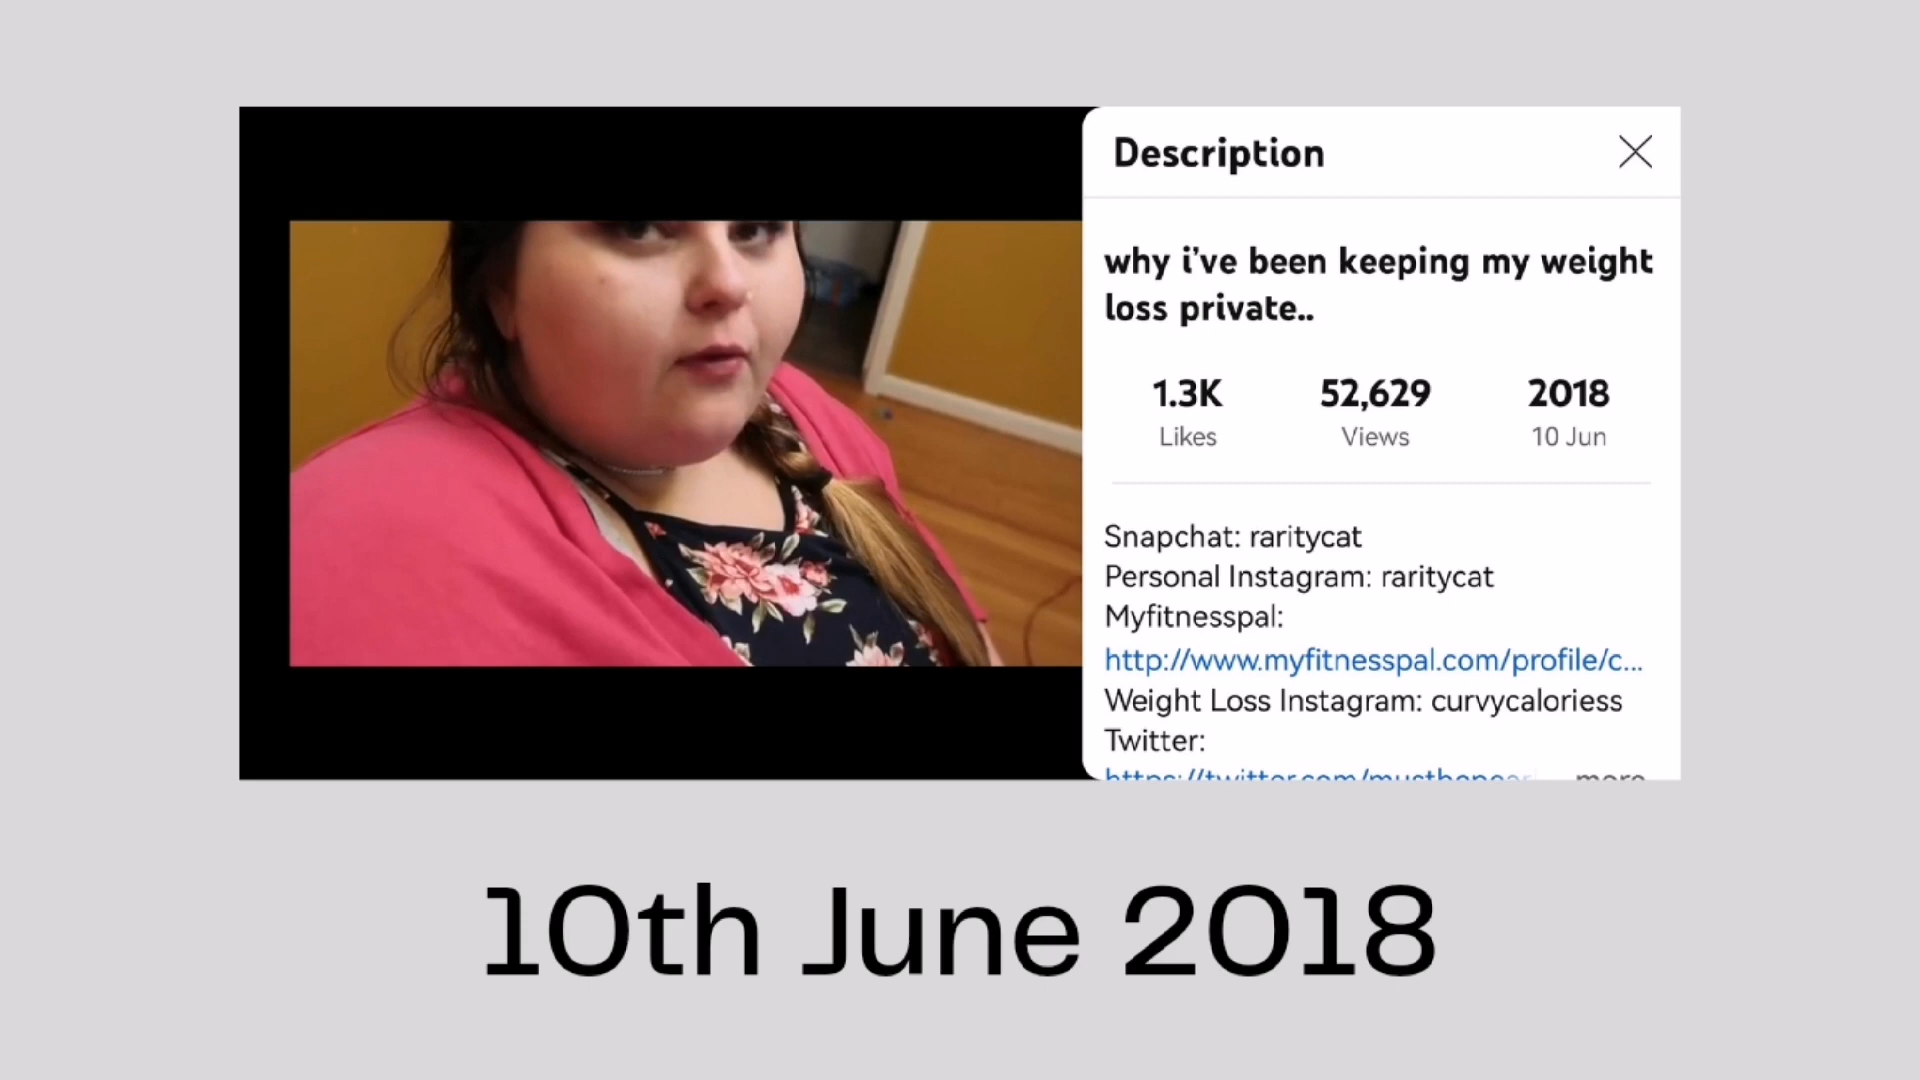 Description
why i've been keeping my weight
loss private..
1.3K
52,629
2018
Likes
Views
10 Jun
Snapchat: raritycat
Personal Instagram: raritycat
Myfitnesspal:
http://www.myfitnesspal.com/profile/c...
Weight Loss Instagram: curvycaloriess
Twitter:
more
10th June 2018